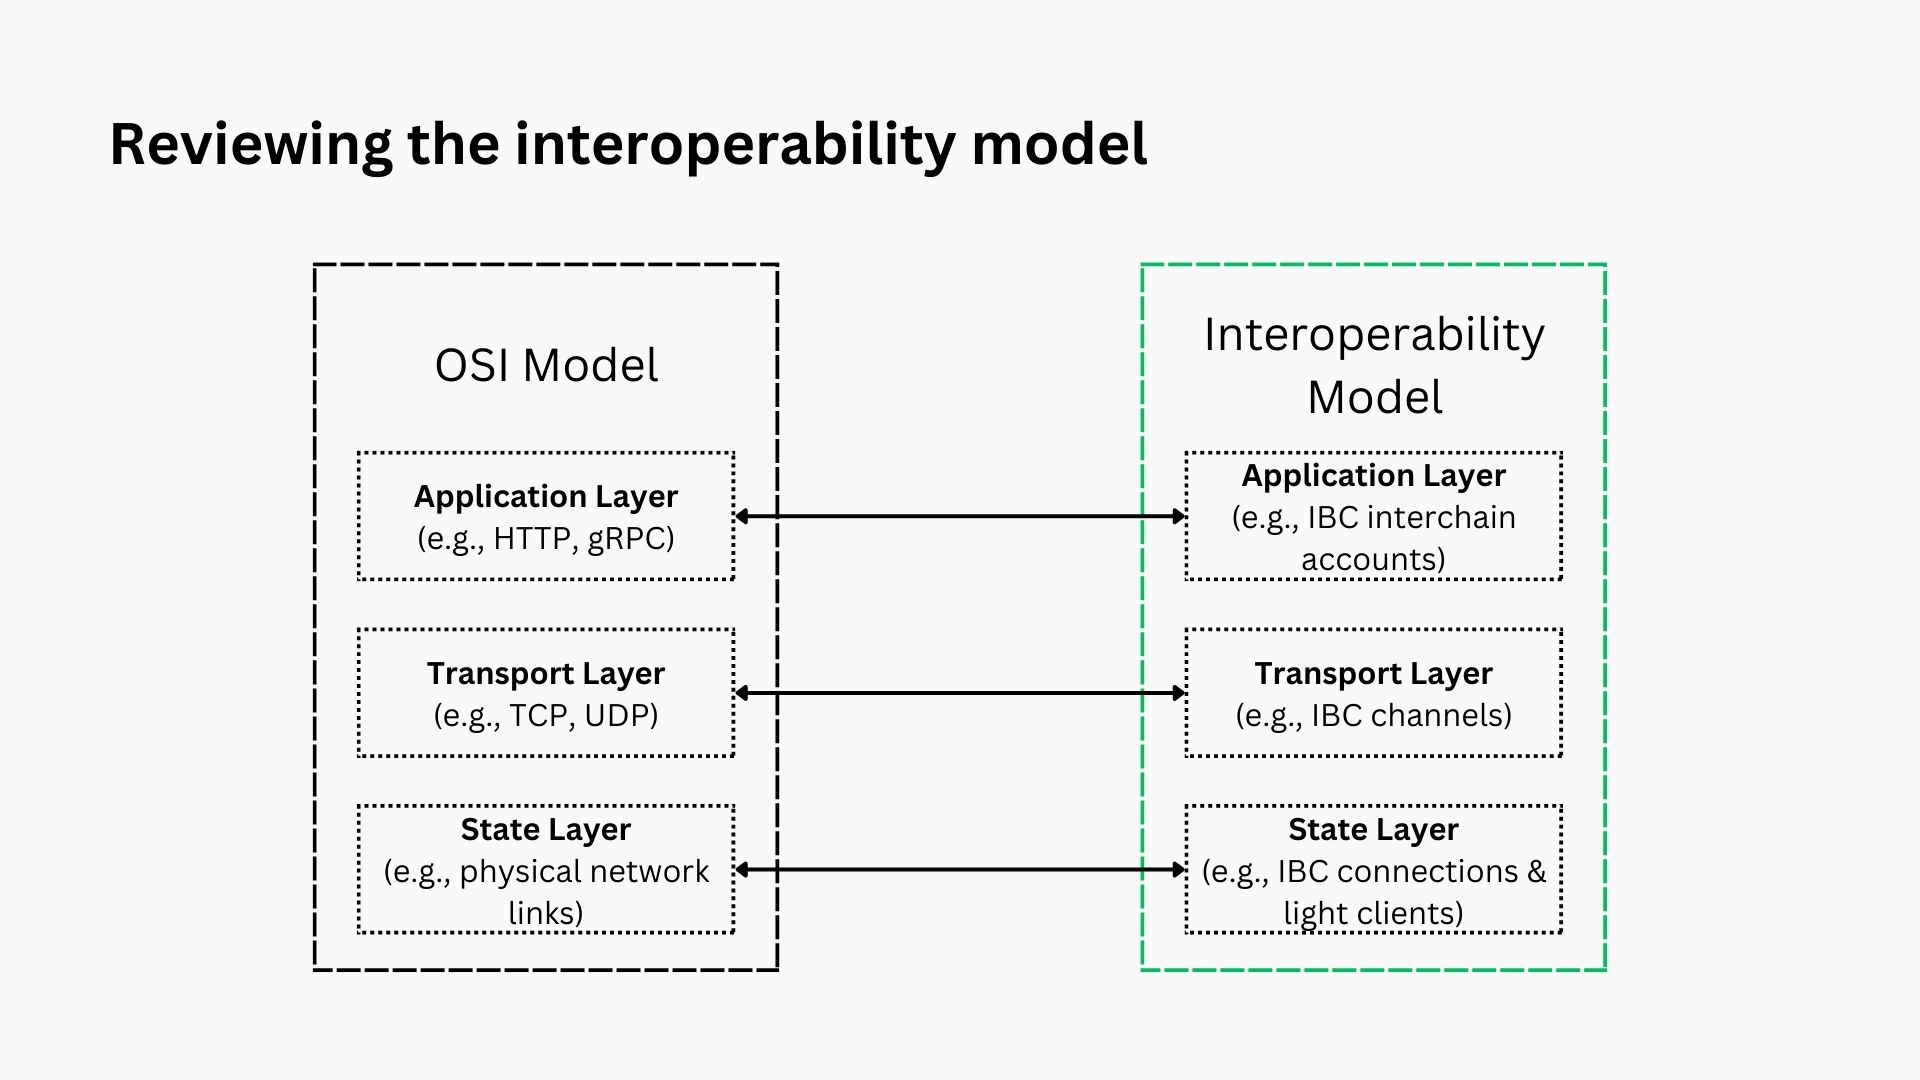 Reviewing the interoperability model
OSI Model
Application Layer
(e.g., HTTP, gRPC)
Transport Layer
(e.g., TCP, UDP)
State Layer
(e.g., physical network
links)
Interoperability
Model
Application Layer
(e.g., IBC interchain
accounts)
Transport Layer
(e.g., IBC channels)
State Layer
(e.g., IBC connections &
light clients)